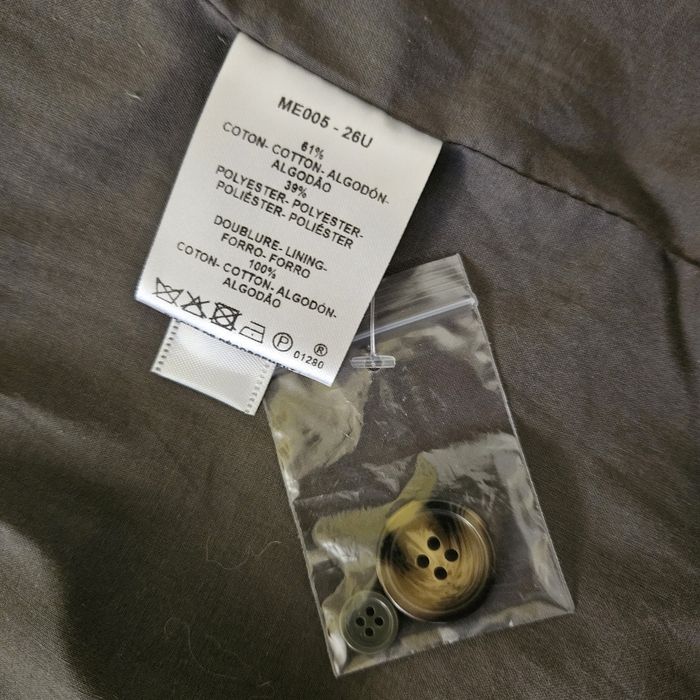 ME005 - 26U
61%
COTON- COTTON- ALGODÓN-
ALGODÃO
39%
POLYESTER- POLYESTER-
POLIÉSTER- POLIÉSTER
DOUBLURE- LINING-
FORRO- FORRO
100%
COTON- COTTON- ALGODÓN-
ALGODÃO
P
®
01280